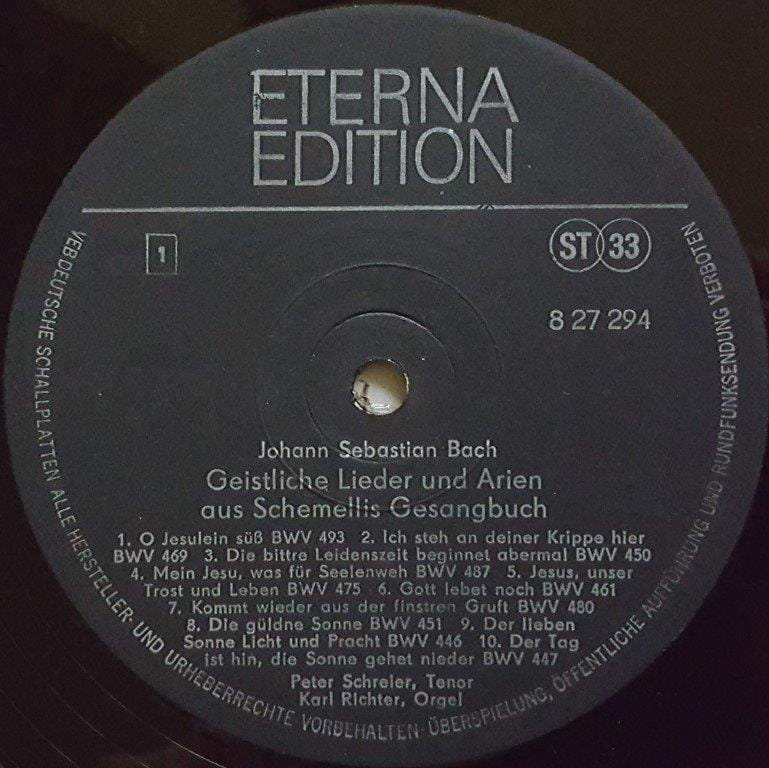 ETERNA
EDITION
1
ST 33
8 27 294
Johann Sebastian Bach
Geistliche Lieder und Arien
aus Schemellis Gesangbuch
1. O Jesulein süß BWV 493 2. Ich steh an deiner Krippe hier
BWV 469 3. Die bittre Leidenszeit beginnet abermal BWV 450
4. Mein Jesu, was für Seelenweh BWV 487 5. Jesus, unser
Trost und Leben BWV 475 6. Gott lebet noch BWV 461
7. Kommt wieder aus der finstren Gruft BWV 480
8. Die güldne Sonne BWV 451 9. Der lieben
Sonne Licht und Pracht BWV 446 10. Der Tag
ist hin, die Sonne gehet nieder BWV 447
Peter Schreier, Tenor
Karl Richter, Orgel
VEB DEUTSCHE SCHALLPLATTEN ALLE HERSTELLER- UND URHEBERRECHTE VORBEHALTEN· ÜBERSPIELUNG, ÖFFENTLICHE AUFFÜHRUNG UND RUNDFUNKSENDUNG VERBOTEN